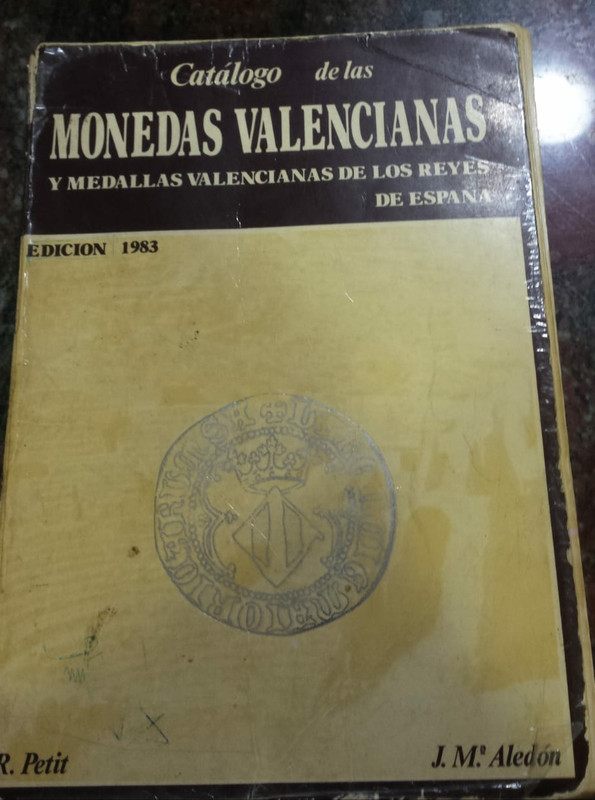 Catálogo de las
MONEDAS VALENCIANAS
Y MEDALLAS VALENCIANAS DE LOS REYES
DE ESPAÑA
EDICION 1983
R. Petit
J. Mª Aledón